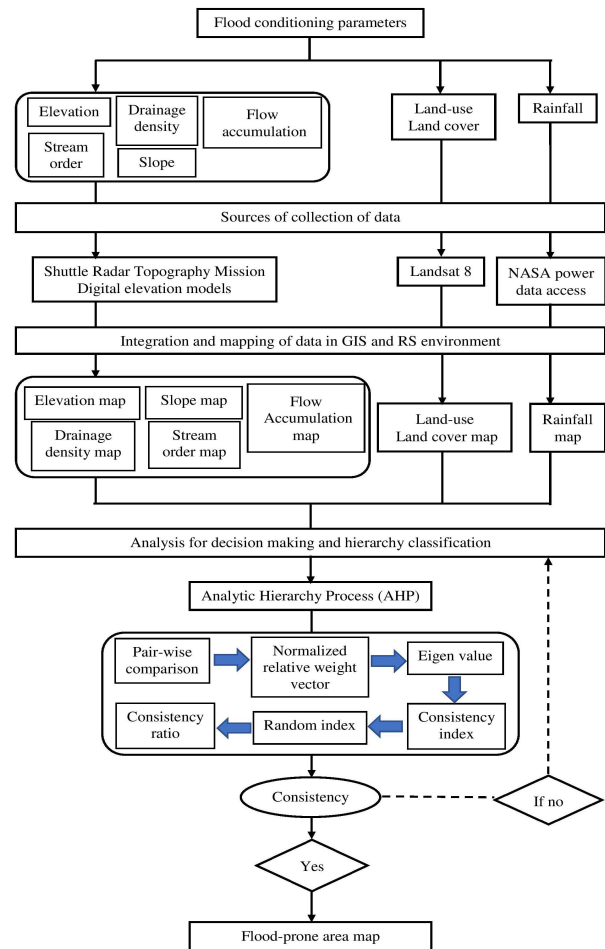 Flood conditioning parameters
Elevation
Drainage
density
Flow
accumulation
Stream
order
Slope
Land-use
Land cover
Rainfall
Sources of collection of data
Shuttle Radar Topography Mission
Digital elevation models
Landsat 8
NASA power
data access
Integration and mapping of data in GIS and RS environment
Elevation map
Slope map
Flow
Accumulation
map
Drainage
density map
Stream
order map
Land-use
Land cover map
Rainfall
map
Analysis for decision making and hierarchy classification
Analytic Hierarchy Process (AHP)
Pair-wise
comparison
Normalized
relative weight
vector
Eigen value
Consistency
ratio
Random index
Consistency
index
Consistency
If no
Yes
Flood-prone area map